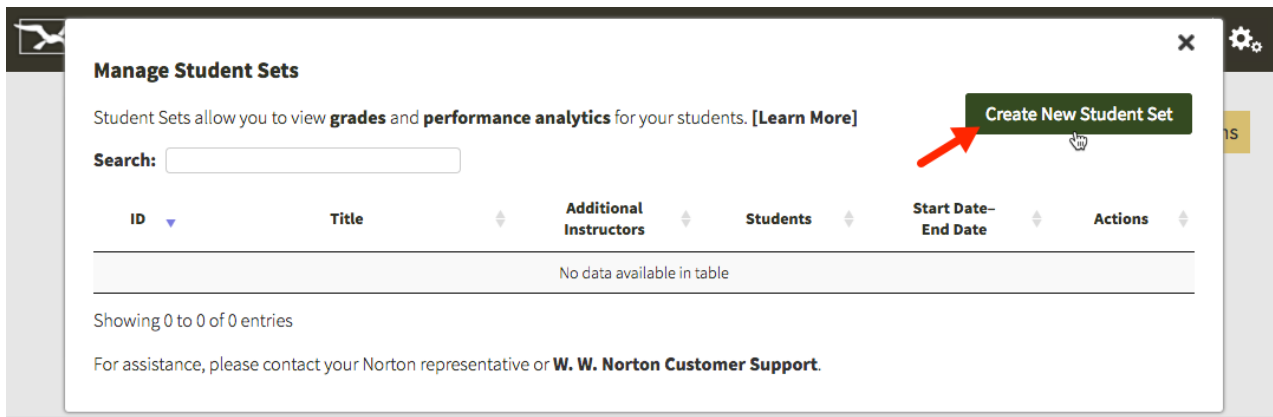 Manage Student Sets
Student Sets allow you to view grades and performance analytics for your students. [Learn More]
Create New Student Set
ns
Search:
ID Title Additional Instructors Students Start Date– End Date Actions
No data available in table
Showing 0 to 0 of 0 entries
For assistance, please contact your Norton representative or W. W. Norton Customer Support.